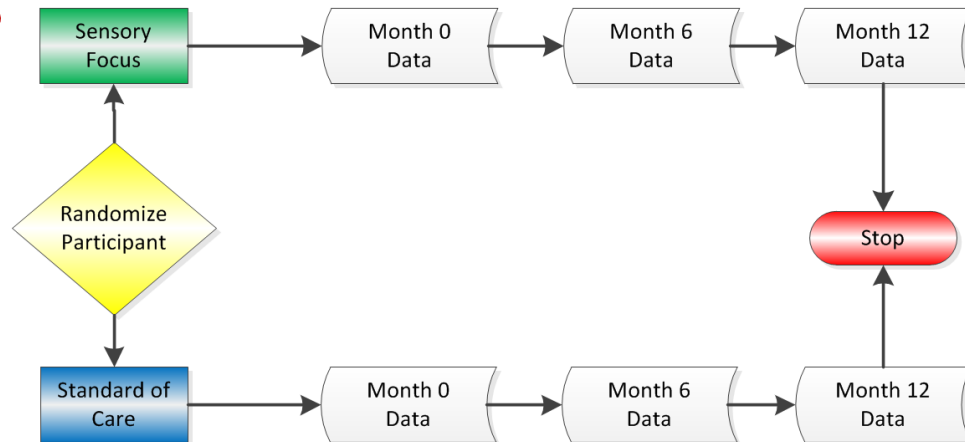 Sensory
Focus
Month 0
Data
Month 6
Data
Month 12
Data
Randomize
Participant
Stop
Standard of
Care
Month 0
Data
Month 6
Data
Month 12
Data